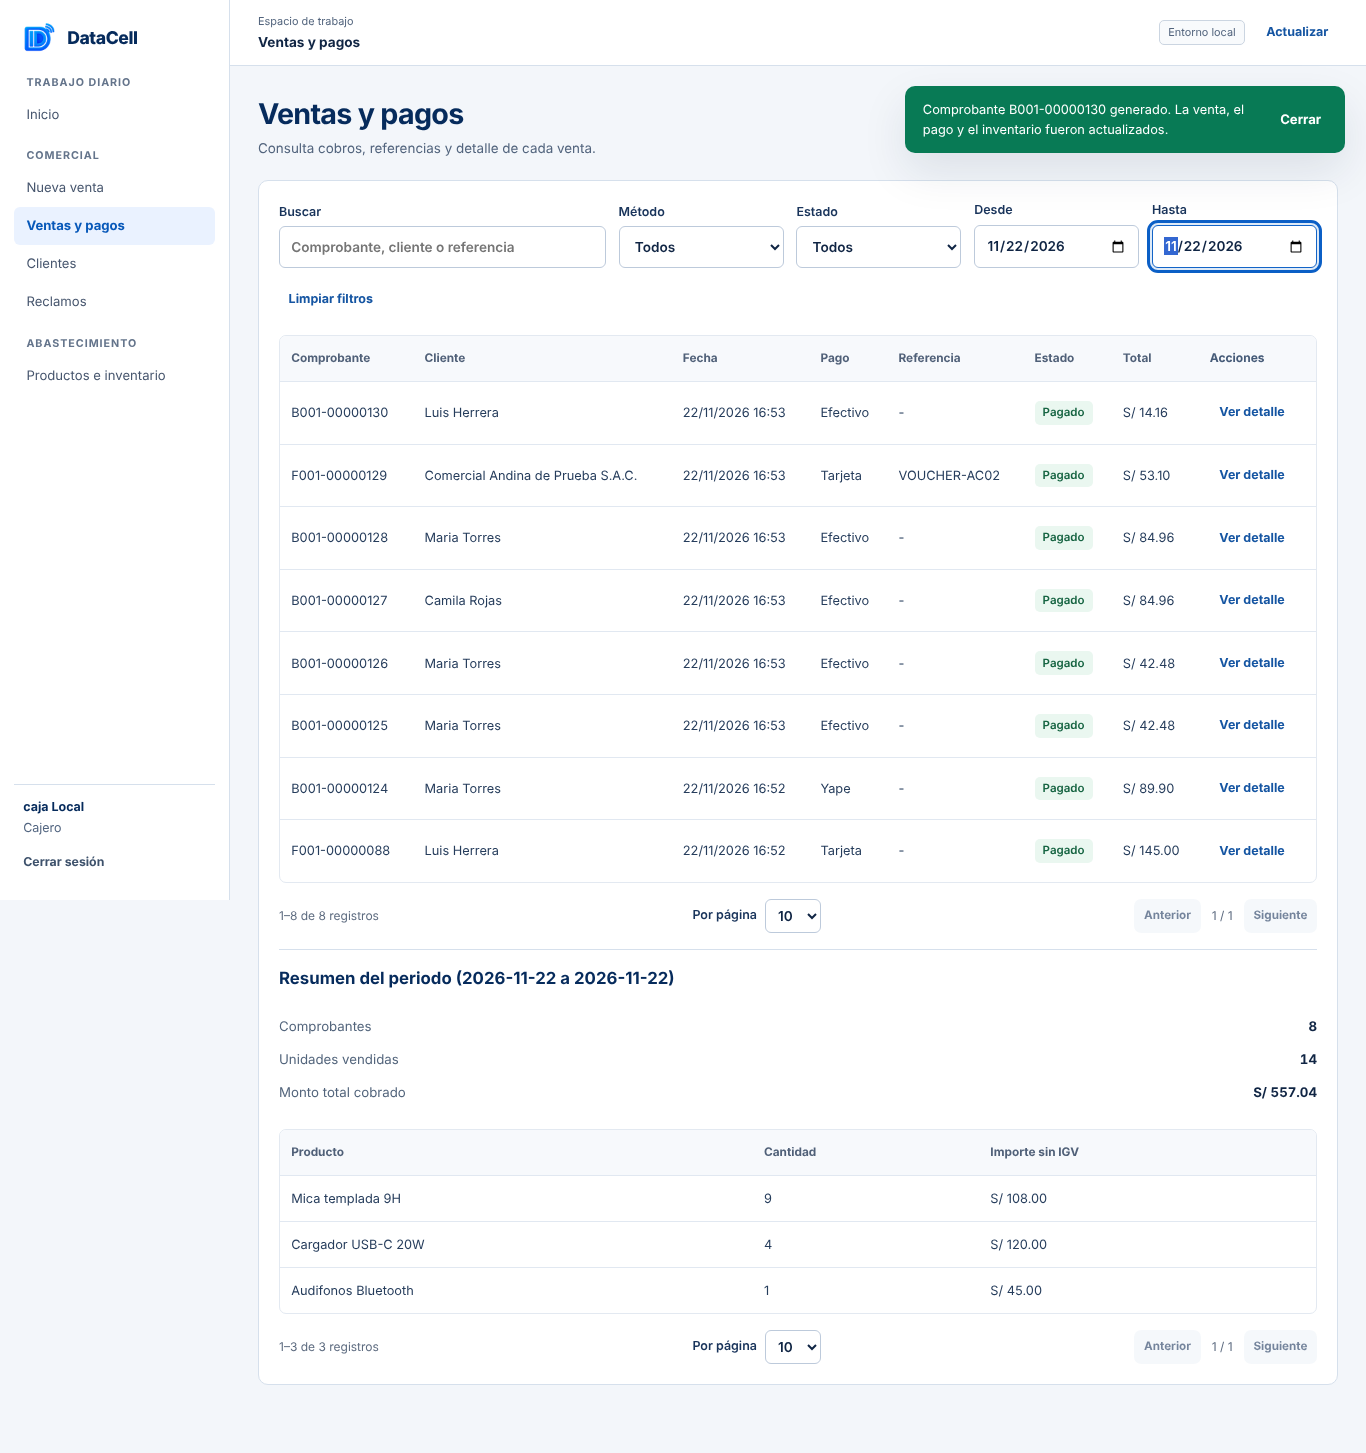 DataCell
TRABAJO DIARIO
Inicio
COMERCIAL
Nueva venta
Ventas y pagos
Clientes
Reclamos
ABASTECIMIENTO
Productos e inventario
caja Local
Cajero
Cerrar sesión
Espacio de trabajo
Ventas y pagos
Entorno local
Actualizar
Ventas y pagos
Consulta cobros, referencias y detalle de cada venta.
Comprobante B001-00000130 generado. La venta, el
pago y el inventario fueron actualizados.
Cerrar
Buscar Método Estado Desde Hasta
Comprobante, cliente o referencia Todos Todos 11/22/2026 11/22/2026
Limpiar filtros
Comprobante Cliente Fecha Pago Referencia Estado Total Acciones
B001-00000130 Luis Herrera 22/11/2026 16:53 Efectivo - Pagado S/ 14.16 Ver detalle
F001-00000129 Comercial Andina de Prueba S.A.C. 22/11/2026 16:53 Tarjeta VOUCHER-AC02 Pagado S/ 53.10 Ver detalle
B001-00000128 Maria Torres 22/11/2026 16:53 Efectivo - Pagado S/ 84.96 Ver detalle
B001-00000127 Camila Rojas 22/11/2026 16:53 Efectivo - Pagado S/ 84.96 Ver detalle
B001-00000126 Maria Torres 22/11/2026 16:53 Efectivo - Pagado S/ 42.48 Ver detalle
B001-00000125 Maria Torres 22/11/2026 16:53 Efectivo - Pagado S/ 42.48 Ver detalle
B001-00000124 Maria Torres 22/11/2026 16:52 Yape - Pagado S/ 89.90 Ver detalle
F001-00000088 Luis Herrera 22/11/2026 16:52 Tarjeta - Pagado S/ 145.00 Ver detalle
1–8 de 8 registros Por página 10 Anterior 1 / 1 Siguiente
Resumen del periodo (2026-11-22 a 2026-11-22)
Comprobantes 8
Unidades vendidas 14
Monto total cobrado S/ 557.04
Producto Cantidad Importe sin IGV
Mica templada 9H 9 S/ 108.00
Cargador USB-C 20W 4 S/ 120.00
Audifonos Bluetooth 1 S/ 45.00
1–3 de 3 registros Por página 10 Anterior 1 / 1 Siguiente